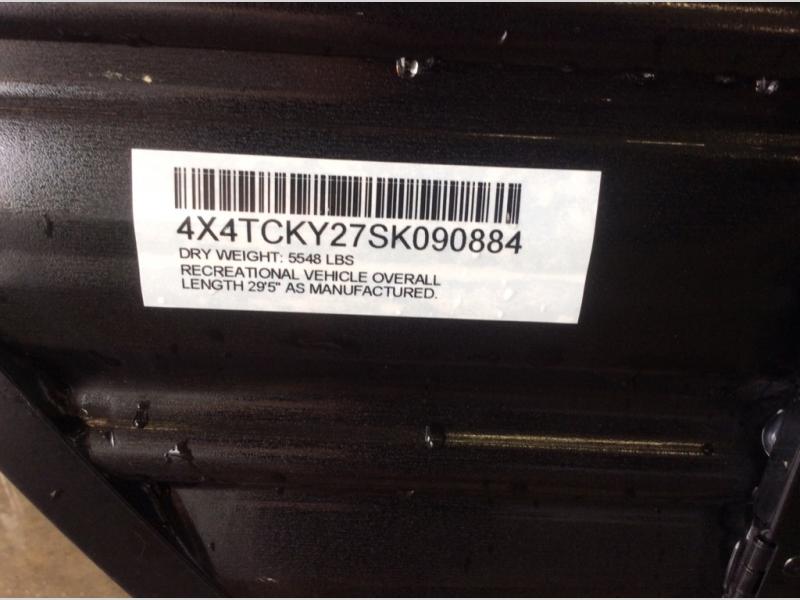 4X4TCKY27SK090884
DRY WEIGHT: 5548 LBS
RECREATIONAL VEHICLE OVERALL
LENGTH 29'5" AS MANUFACTURED.